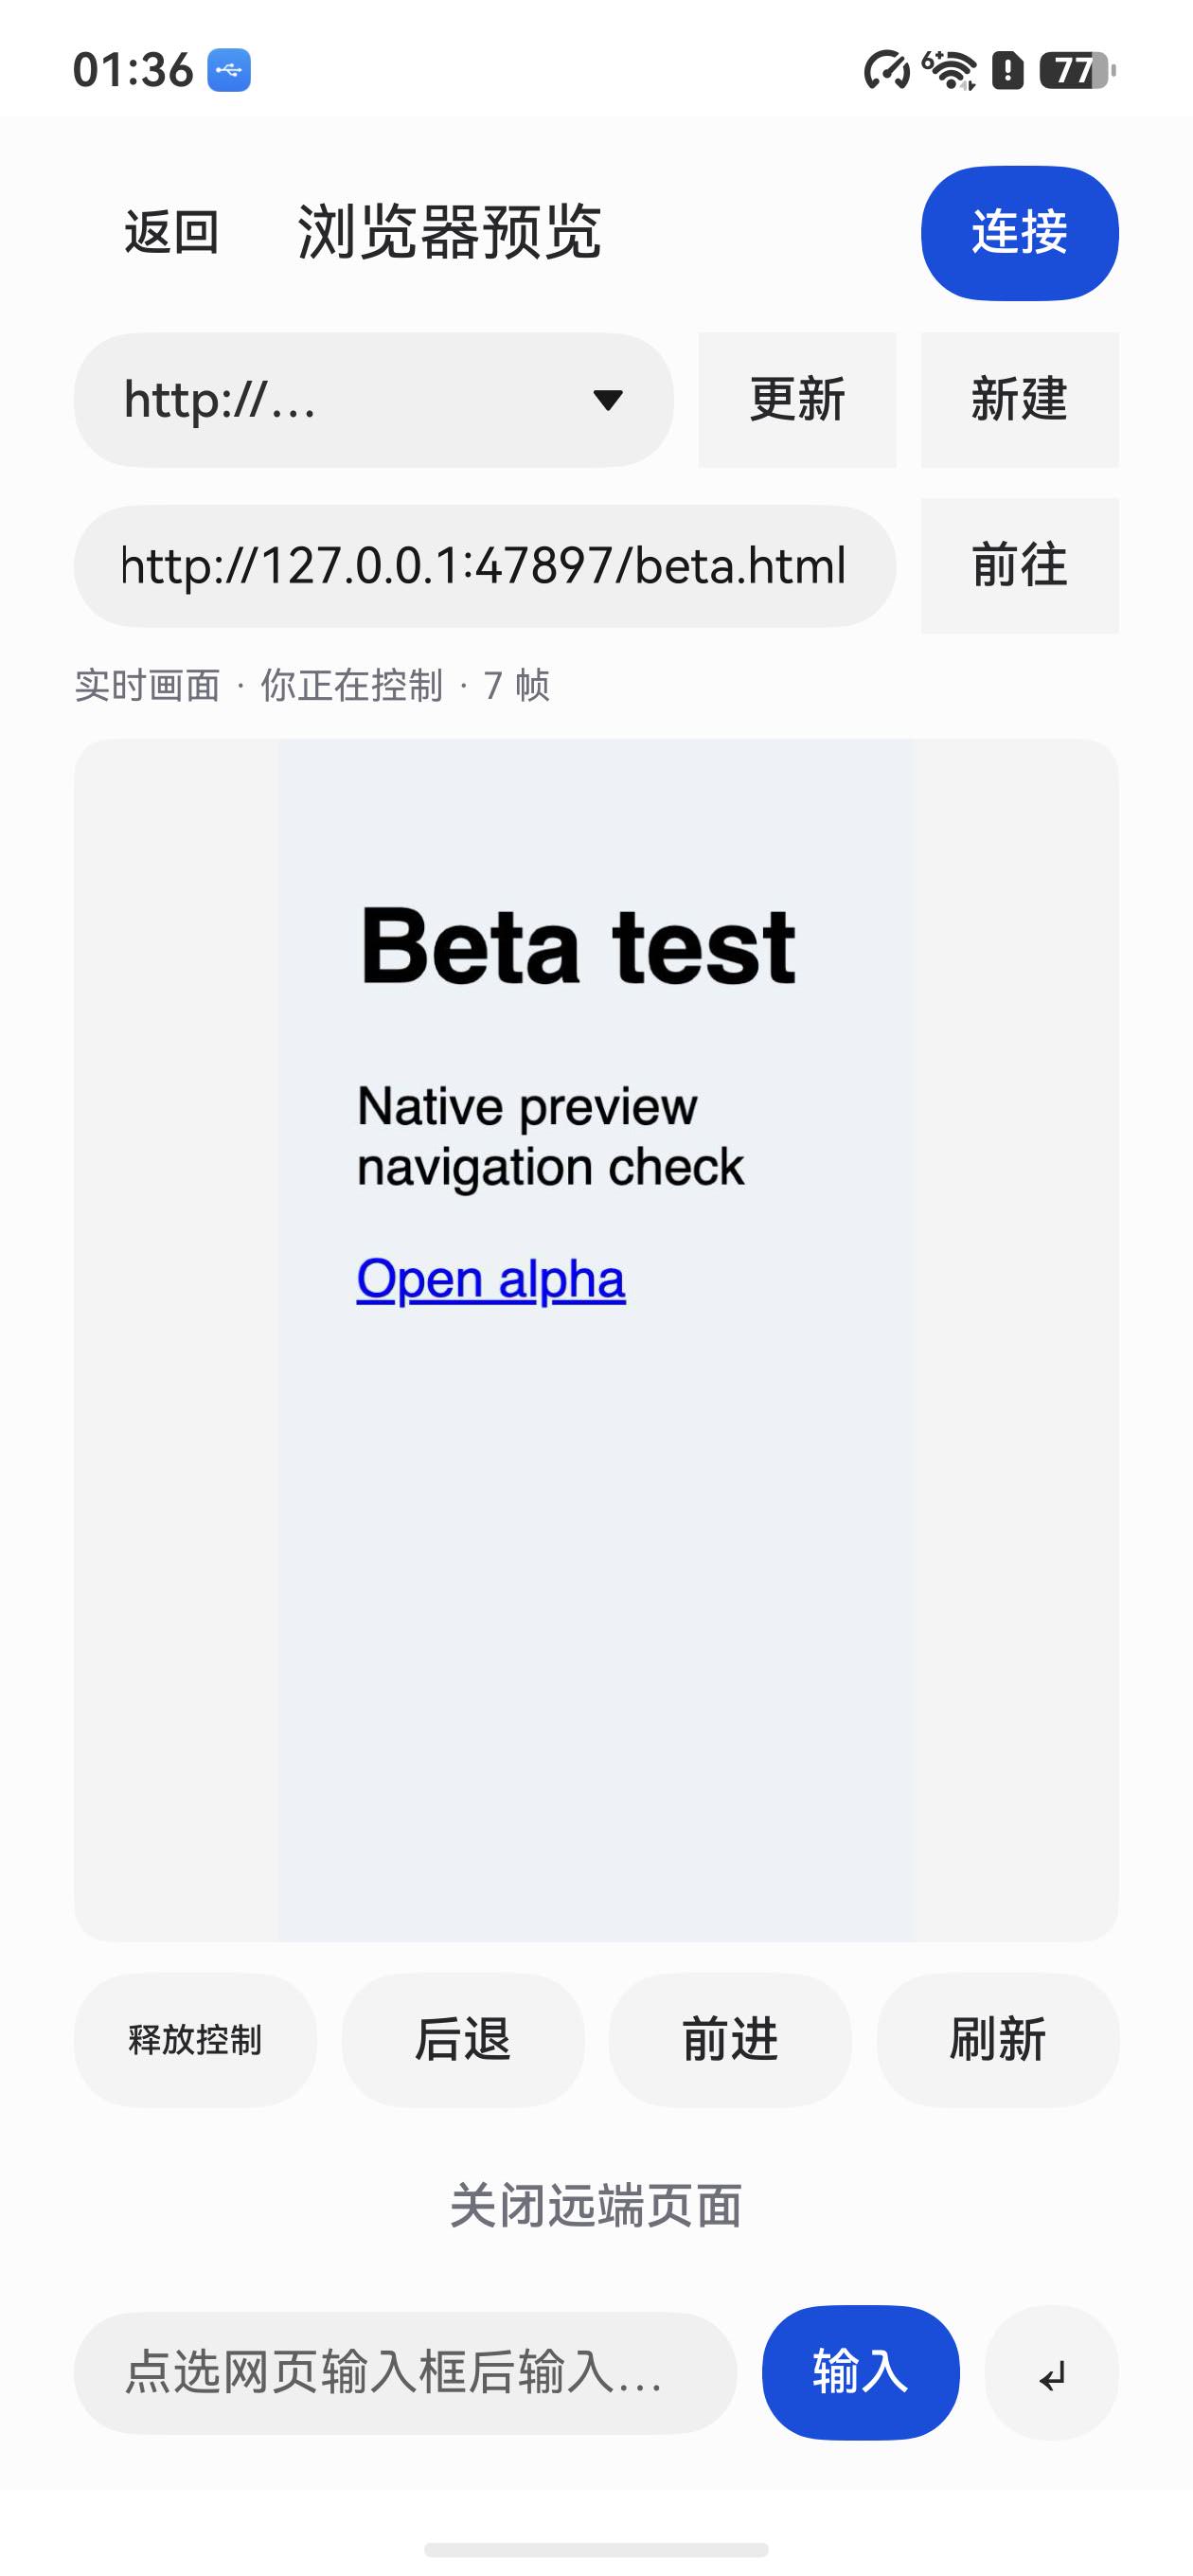 01:36
77
返回 浏览器预览 连接
http://... 更新 新建
http://127.0.0.1:47897/beta.html 前往
实时画面 · 你正在控制 · 7 帧
Beta test
Native preview
navigation check
Open alpha
释放控制 后退 前进 刷新
关闭远端页面
点选网页输入框后输入... 输入 ↲